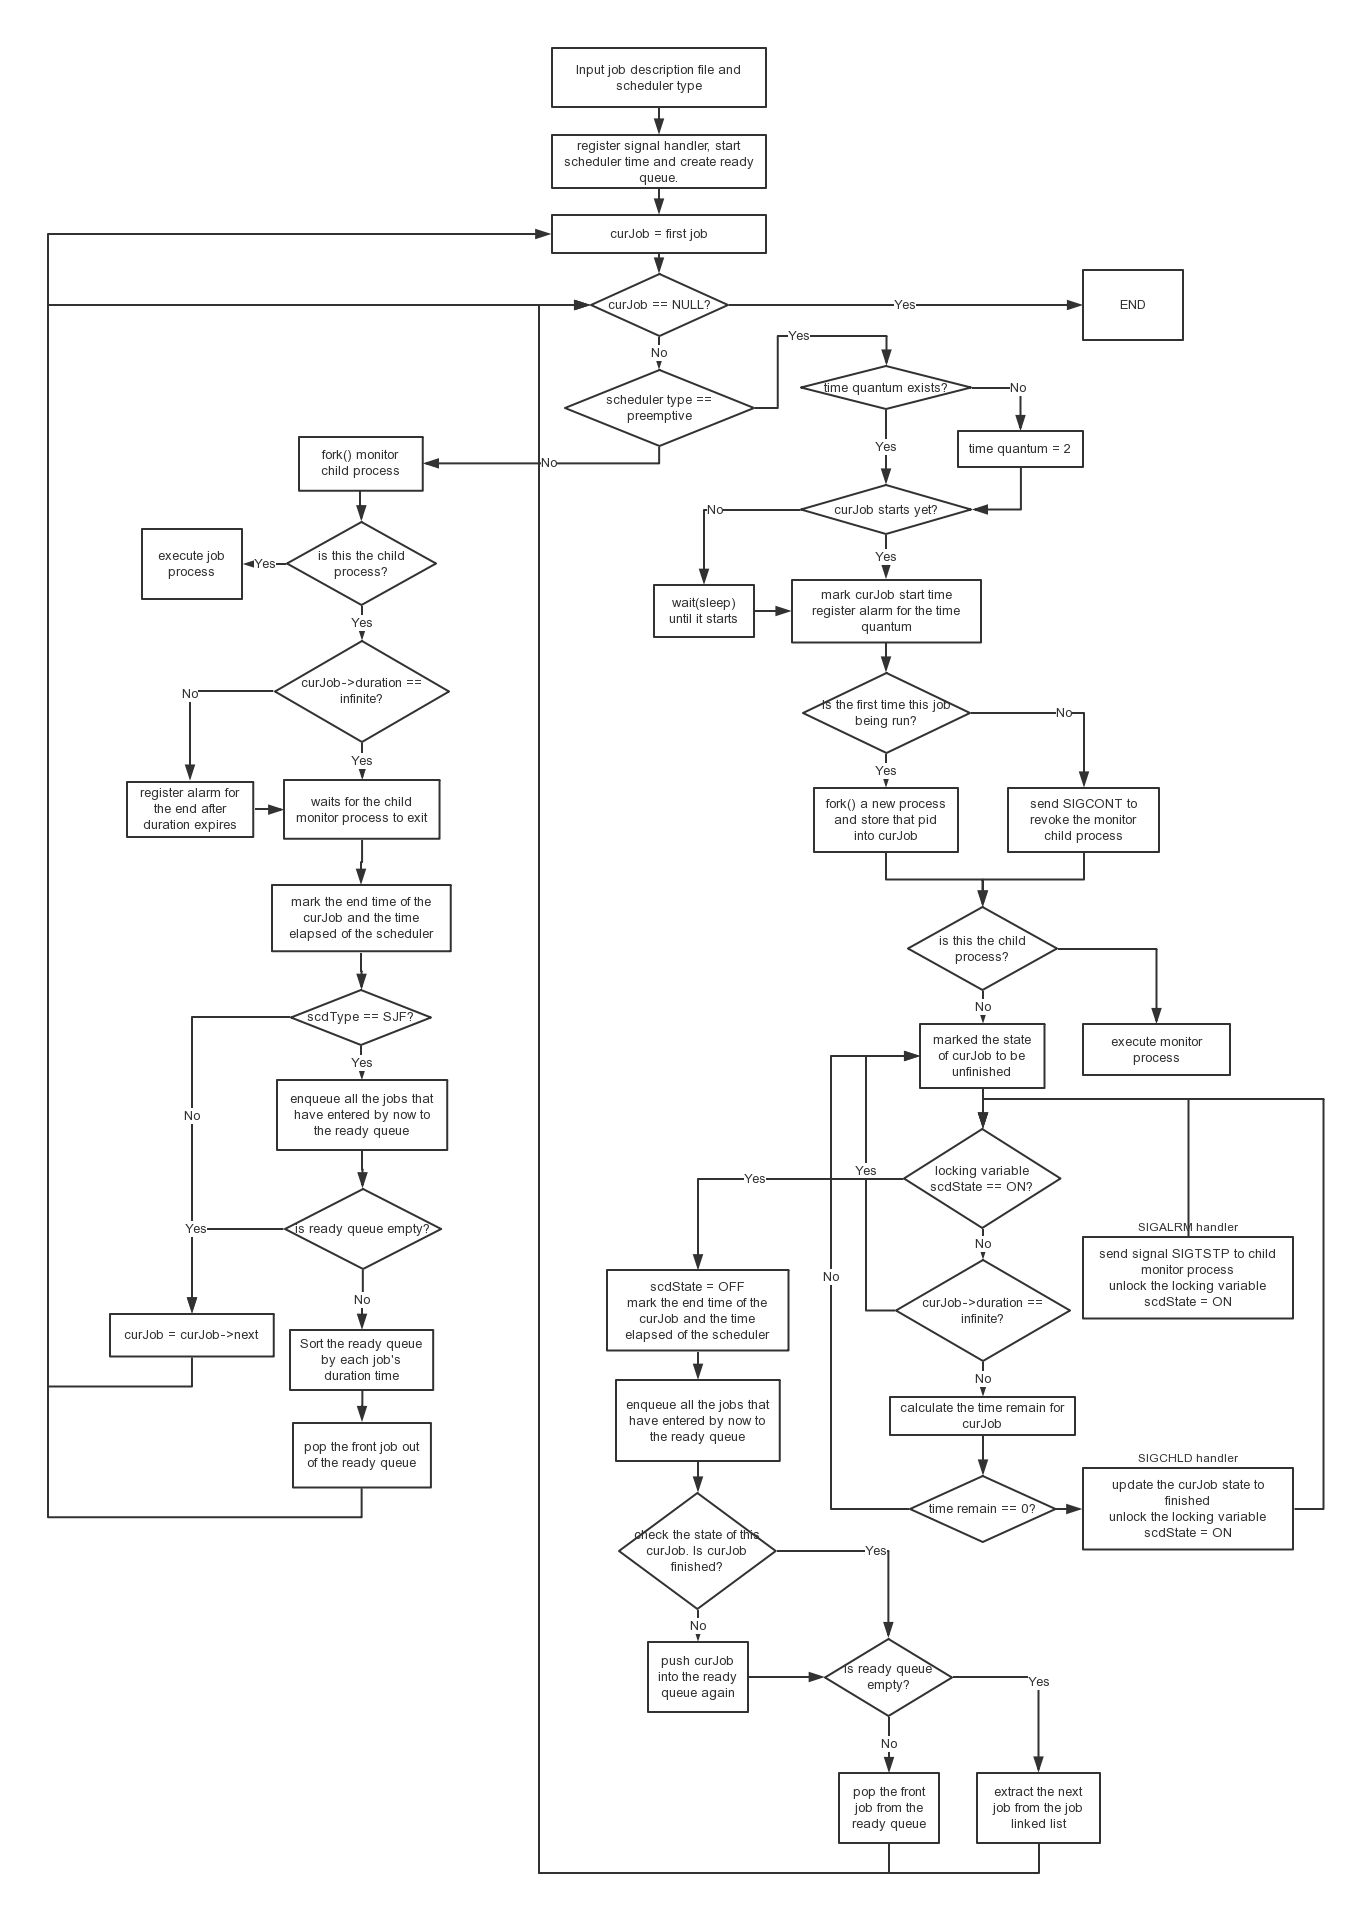 Input job description file and
scheduler type
register signal handler, start
scheduler time and create ready
queue.
curJob = first job
curJob == NULL?
Yes
END
No
Yes
scheduler type ==
preemptive
time quantum exists?
No
time quantum = 2
Yes
No
fork() monitor
child process
curJob starts yet?
No
Yes
is this the child
process?
Yes
execute job
process
Yes
wait(sleep)
until it starts
mark curJob start time
register alarm for the time
quantum
curJob->duration ==
infinite?
No
Yes
Is the first time this job
being run?
No
Yes
register alarm for
the end after
duration expires
waits for the child
monitor process to exit
fork() a new process
and store that pid
into curJob
send SIGCONT to
revoke the monitor
child process
mark the end time of the
curJob and the time
elapsed of the scheduler
is this the child
process?
No
execute monitor
process
scdType == SJF?
Yes
No
marked the state
of curJob to be
unfinished
enqueue all the jobs that
have entered by now to
the ready queue
locking variable
scdState == ON?
Yes
Yes
No
is ready queue empty?
Yes
No
SIGALRM handler
send signal SIGTSTP to child
monitor process
unlock the locking variable
scdState = ON
No
scdState = OFF
mark the end time of the
curJob and the time
elapsed of the scheduler
curJob->duration ==
infinite?
No
curJob = curJob->next
Sort the ready queue
by each job's
duration time
enqueue all the jobs that
have entered by now to
the ready queue
calculate the time remain for
curJob
pop the front job out
of the ready queue
time remain == 0?
SIGCHLD handler
update the curJob state to
finished
unlock the locking variable
scdState = ON
check the state of this
curJob. Is curJob
finished?
Yes
No
push curJob
into the ready
queue again
is ready queue
empty?
Yes
No
pop the front
job from the
ready queue
extract the next
job from the job
linked list